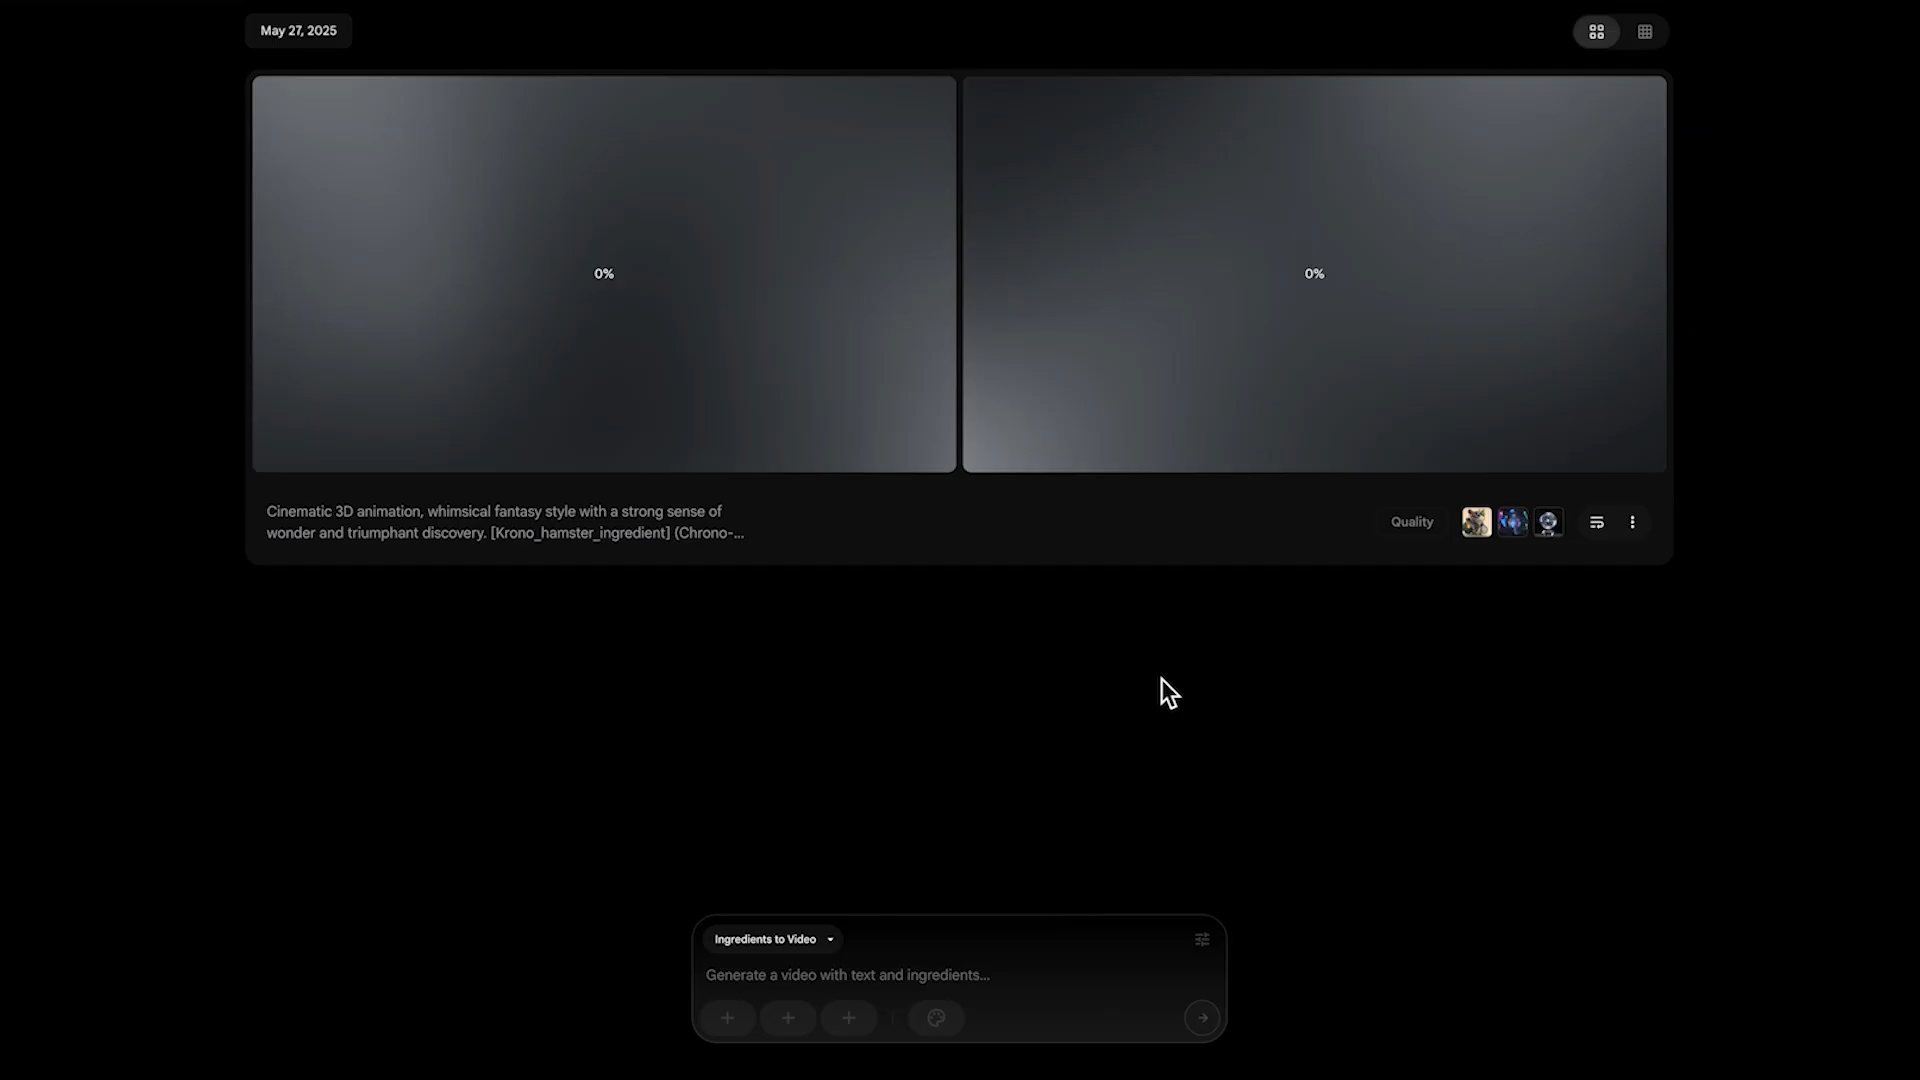 May 27, 2025
0%
0%
Cinematic 3D animation, whimsical fantasy style with a strong sense of
wonder and triumphant discovery. [Krono_hamster_ingredient] (Chrono-...
Quality
Ingredients to Video
Generate a video with text and ingredients...